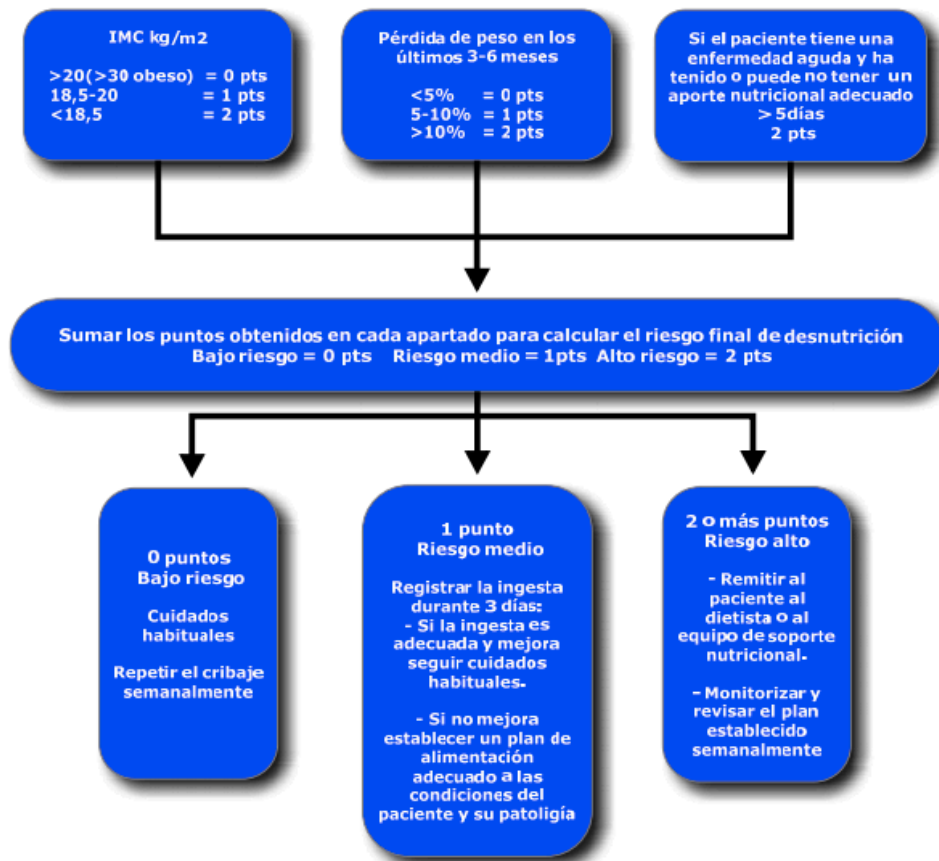 IMC kg/m2
>20(>30 obeso) = 0 pts
18,5-20 = 1 pts
<18,5 = 2 pts
Pérdida de peso en los
últimos 3-6 meses
<5% = 0 pts
5-10% = 1 pts
>10% = 2 pts
Si el paciente tiene una
enfermedad aguda y ha
tenido o puede no tener un
aporte nutricional adecuado
> 5días
2 pts
Sumar los puntos obtenidos en cada apartado para calcular el riesgo final de desnutrición
Bajo riesgo = 0 pts Riesgo medio = 1pts Alto riesgo = 2 pts
0 puntos
Bajo riesgo
Cuidados
habituales
Repetir el cribaje
semanalmente
1 punto
Riesgo medio
Registrar la ingesta
durante 3 días:
- Si la ingesta es
adecuada y mejora
seguir cuidados
habituales.
- Si no mejora
establecer un plan de
alimentación
adecuado a las
condiciones del
paciente y su patoligía
2 o más puntos
Riesgo alto
- Remitir al
paciente al
dietista o al
equipo de soporte
nutricional.
- Monitorizar y
revisar el plan
establecido
semanalmente